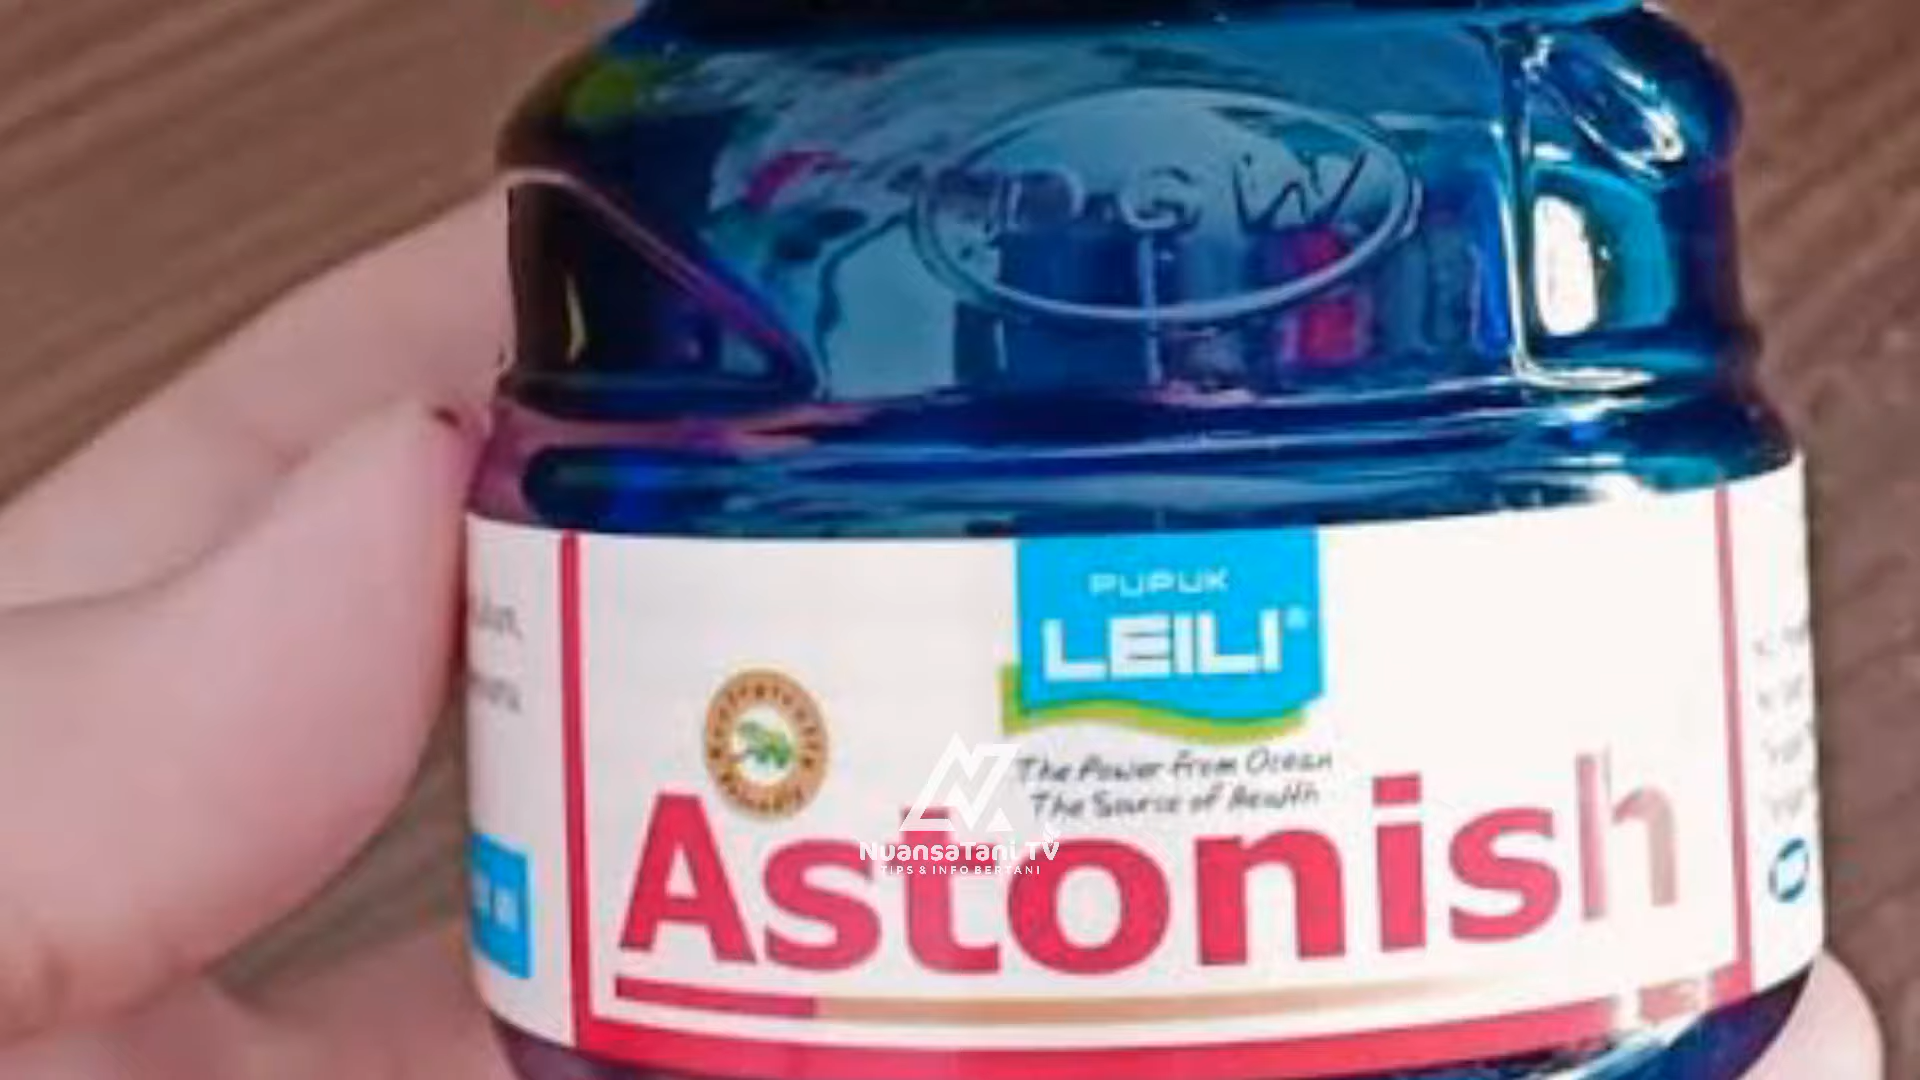 DGW
PUPUK
LEILI®
The Power from Ocean
The Source of Health
Astonish
NuansaTani TV
TIPS & INFO BERTANI